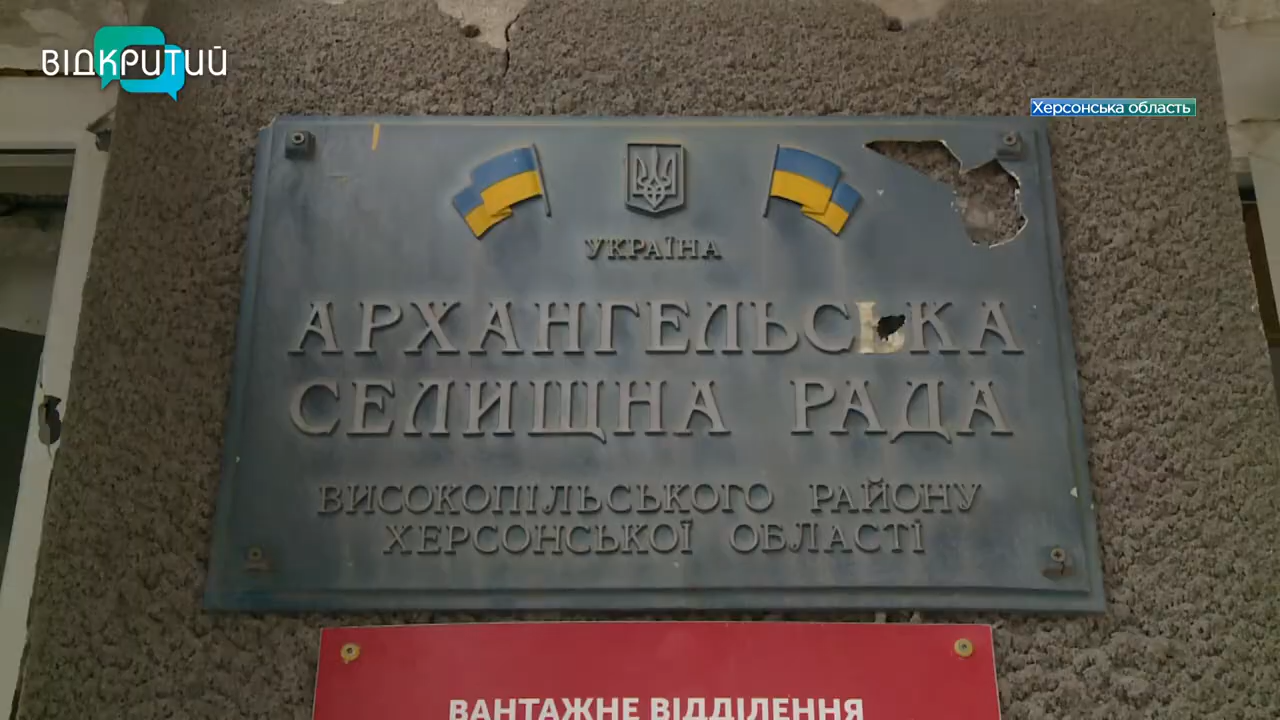 ВІДКРИТИЙ
Херсонська область
УКРАЇНА
АРХАНГЕЛЬСЬКА
СЕЛИЩНА РАДА
ВИСОКОПІЛЬСЬКОГО РАЙОНУ
ХЕРСОНСЬКОЇ ОБЛАСТІ
ВАНТАЖНЕ ВІДДІЛЕННЯ